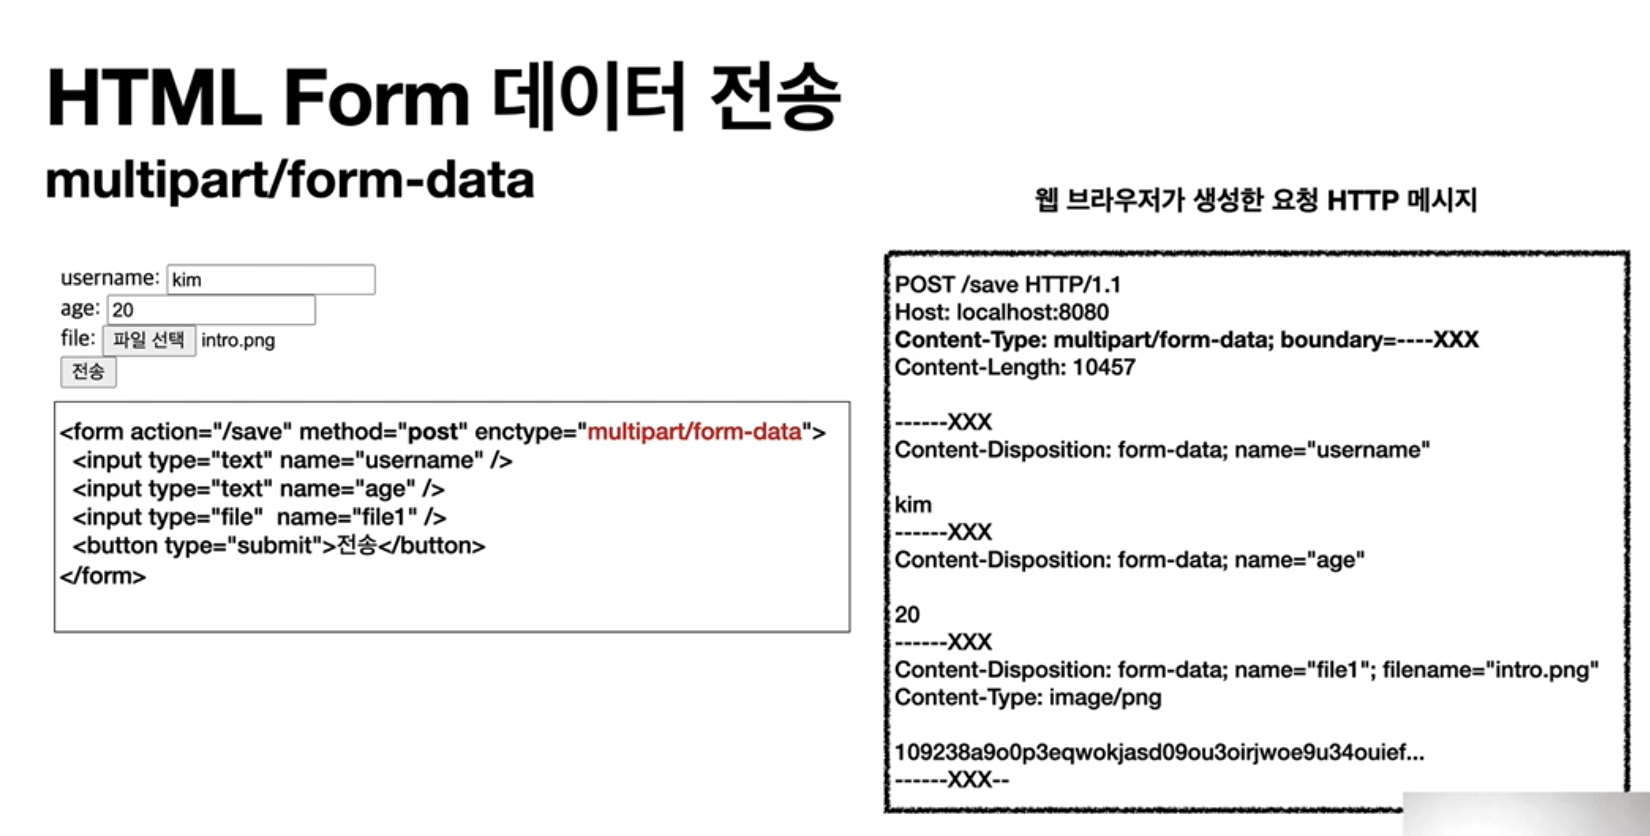 HTML Form 데이터 전송
multipart/form-data
username: kim
age: 20
file: 파일 선택 intro.png
전송
<form action="/save" method="post" enctype="multipart/form-data">
<input type="text" name="username" />
<input type="text" name="age" />
<input type="file"  name="file1" />
<button type="submit">전송</button>
</form>
웹 브라우저가 생성한 요청 HTTP 메시지
POST /save HTTP/1.1
Host: localhost:8080
Content-Type: multipart/form-data; boundary=----XXX
Content-Length: 10457
------XXX
Content-Disposition: form-data; name="username"
kim
------XXX
Content-Disposition: form-data; name="age"
20
------XXX
Content-Disposition: form-data; name="file1"; filename="intro.png"
Content-Type: image/png
109238a9o0p3eqwokjasd09ou3oirjwoe9u34ouief...
------XXX--